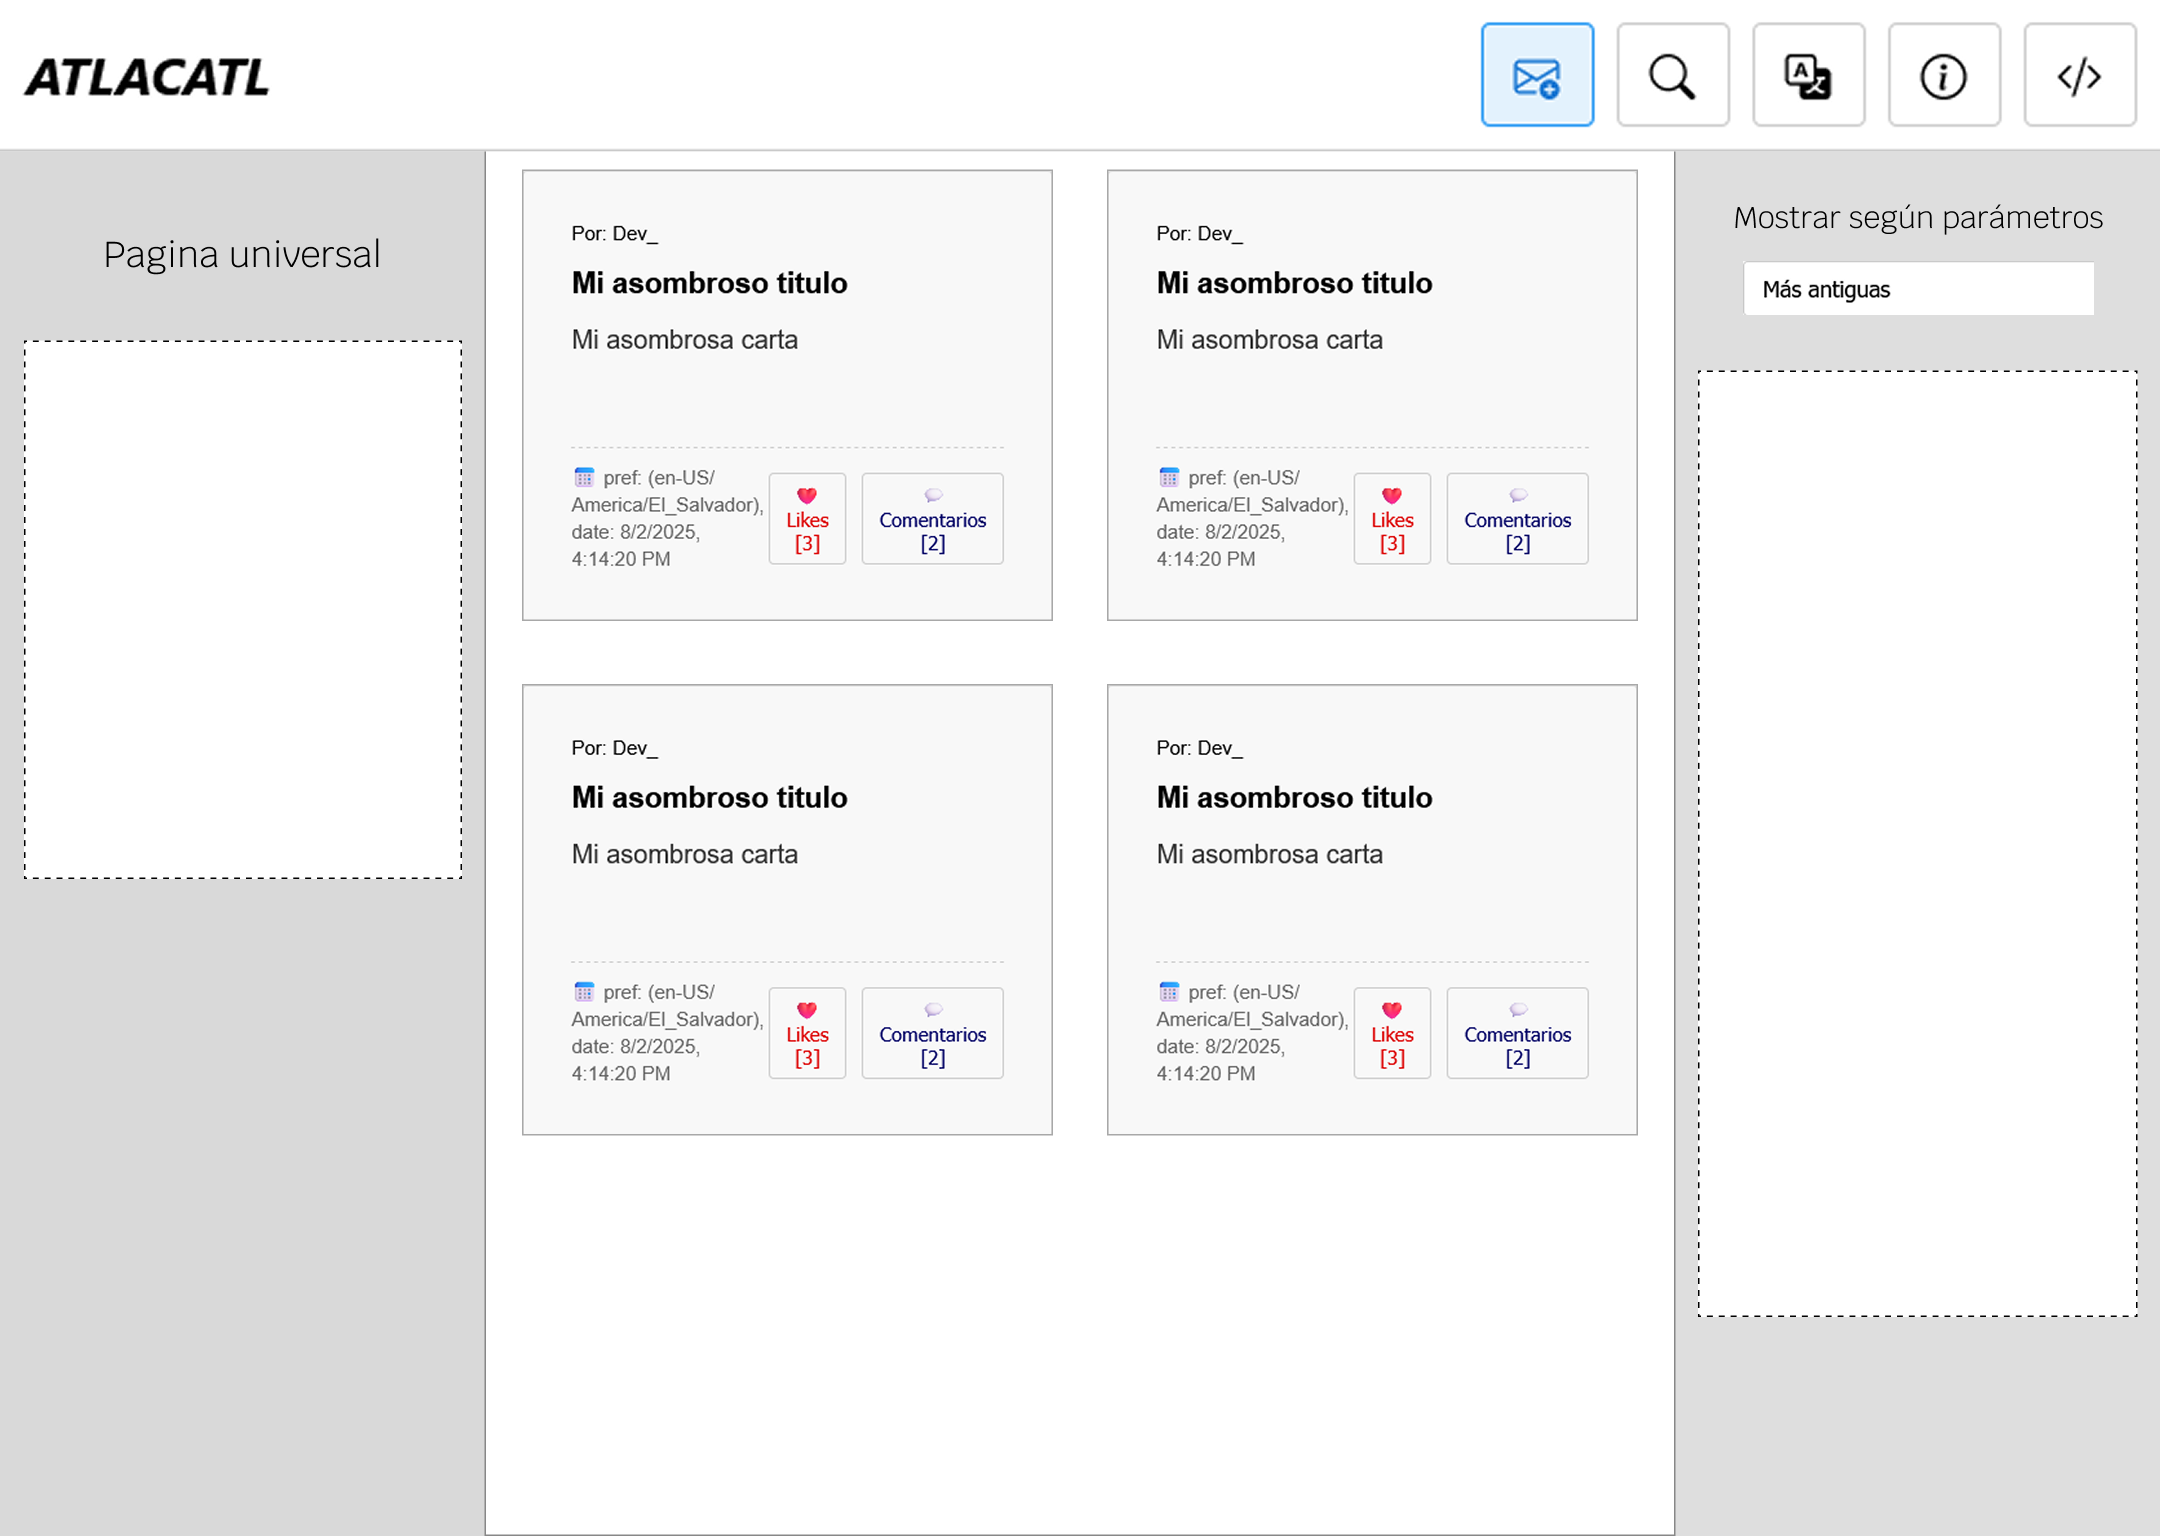 ATLACATL
Pagina universal
Por: Dev_
Mi asombroso titulo
Mi asombrosa carta
pref: (en-US/
America/El_Salvador),
date: 8/2/2025,
4:14:20 PM
Likes
[3]
Comentarios
[2]
Por: Dev_
Mi asombroso titulo
Mi asombrosa carta
pref: (en-US/
America/El_Salvador),
date: 8/2/2025,
4:14:20 PM
Likes
[3]
Comentarios
[2]
Por: Dev_
Mi asombroso titulo
Mi asombrosa carta
pref: (en-US/
America/El_Salvador),
date: 8/2/2025,
4:14:20 PM
Likes
[3]
Comentarios
[2]
Por: Dev_
Mi asombroso titulo
Mi asombrosa carta
pref: (en-US/
America/El_Salvador),
date: 8/2/2025,
4:14:20 PM
Likes
[3]
Comentarios
[2]
Mostrar según parámetros
Más antiguas